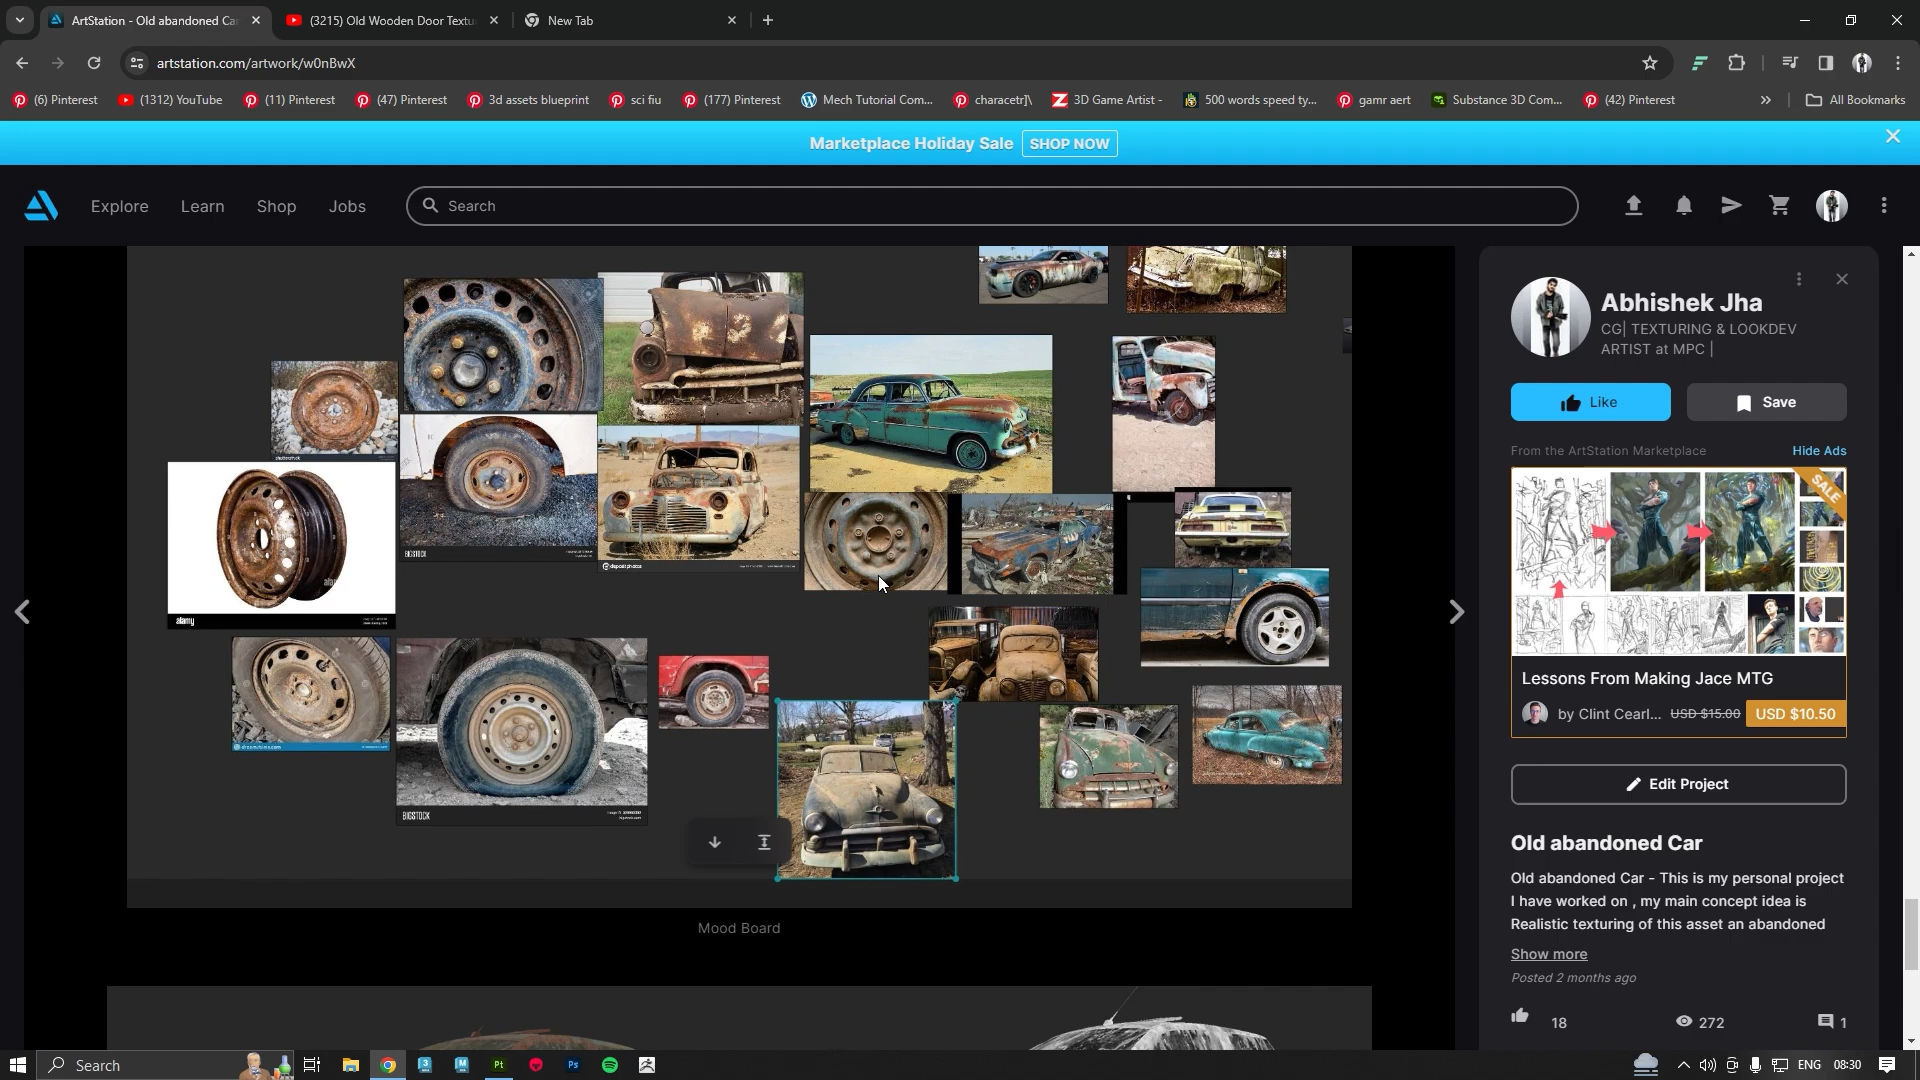 ArtStation - Old abandoned Ca
(3215) Old Wooden Door Textu
New Tab
artstation.com/artwork/w0nBwX
(6) Pinterest
(1312) YouTube
(11) Pinterest
(47) Pinterest
3d assets blueprint
sci fiu
(177) Pinterest
Mech Tutorial Com...
characetr]\
3D Game Artist -
500 words speed ty...
gamr aert
Substance 3D Com...
(42) Pinterest
All Bookmarks
Marketplace Holiday Sale SHOP NOW
Explore
Learn
Shop
Jobs
Search
Abhishek Jha
CG| TEXTURING & LOOKDEV
ARTIST at MPC |
Like
Save
From the ArtStation Marketplace
Hide Ads
SALE
Lessons From Making Jace MTG
by Clint Cearl... USD $15.00 USD $10.50
Edit Project
Old abandoned Car
Old abandoned Car - This is my personal project
I have worked on , my main concept idea is
Realistic texturing of this asset an abandoned
Show more
Posted 2 months ago
18
272
1
BIGSTOCK
depositphotos
alamy
dreamstime.com
BIGSTOCK
Mood Board
Search
Pt
Ps
ENG
08:30